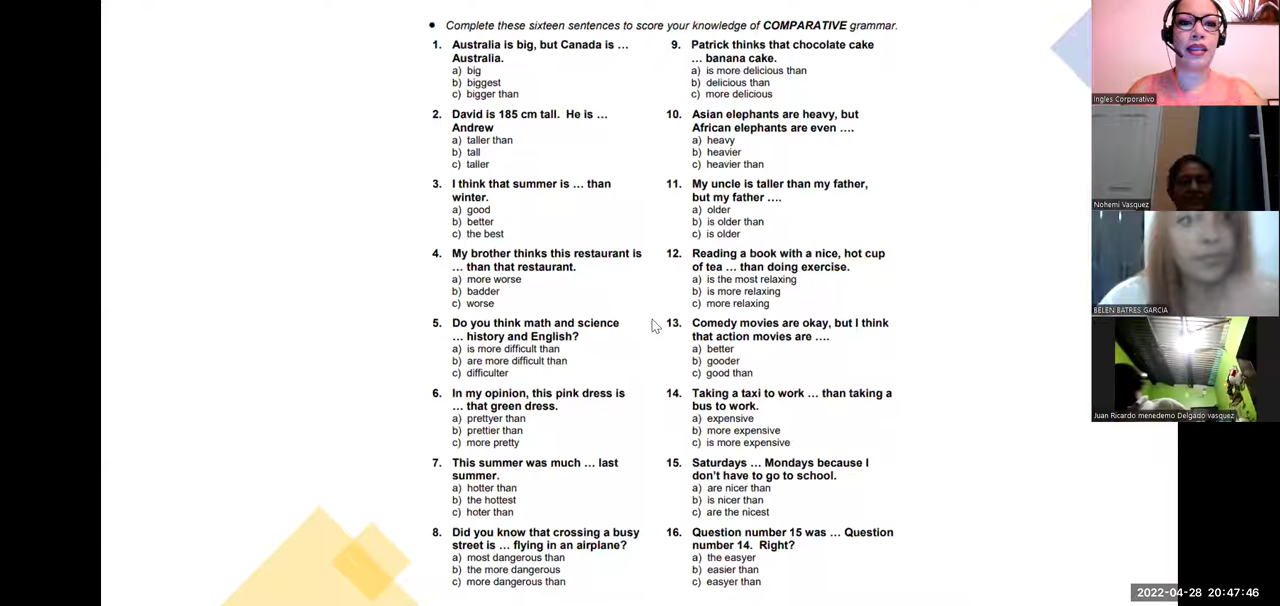 • Complete these sixteen sentences to score your knowledge of COMPARATIVE grammar.
1. Australia is big, but Canada is …
Australia.
a) big
b) biggest
c) bigger than
2. David is 185 cm tall. He is …
Andrew
a) taller than
b) tall
c) taller
3. I think that summer is … than
winter.
a) good
b) better
c) the best
4. My brother thinks this restaurant is
… than that restaurant.
a) more worse
b) badder
c) worse
5. Do you think math and science
… history and English?
a) is more difficult than
b) are more difficult than
c) difficulter
6. In my opinion, this pink dress is
… that green dress.
a) prettyer than
b) prettier than
c) more pretty
7. This summer was much … last
summer.
a) hotter than
b) the hottest
c) hoter than
8. Did you know that crossing a busy
street is … flying in an airplane?
a) most dangerous than
b) the more dangerous
c) more dangerous than
9. Patrick thinks that chocolate cake
… banana cake.
a) is more delicious than
b) delicious than
c) more delicious
10. Asian elephants are heavy, but
African elephants are even ….
a) heavy
b) heavier
c) heavier than
11. My uncle is taller than my father,
but my father ….
a) older
b) is older than
c) is older
12. Reading a book with a nice, hot cup
of tea … than doing exercise.
a) is the most relaxing
b) is more relaxing
c) more relaxing
13. Comedy movies are okay, but I think
that action movies are ….
a) better
b) gooder
c) good than
14. Taking a taxi to work … than taking a
bus to work.
a) expensive
b) more expensive
c) is more expensive
15. Saturdays … Mondays because I
don't have to go to school.
a) are nicer than
b) is nicer than
c) are the nicest
16. Question number 15 was … Question
number 14. Right?
a) the easyer
b) easier than
c) easyer than
Ingles Corporativo
Nohemi Vasquez
BELEN BATRES GARCIA
Juan Ricardo menedemo Delgado vasquez
2022-04-28 20:47:46